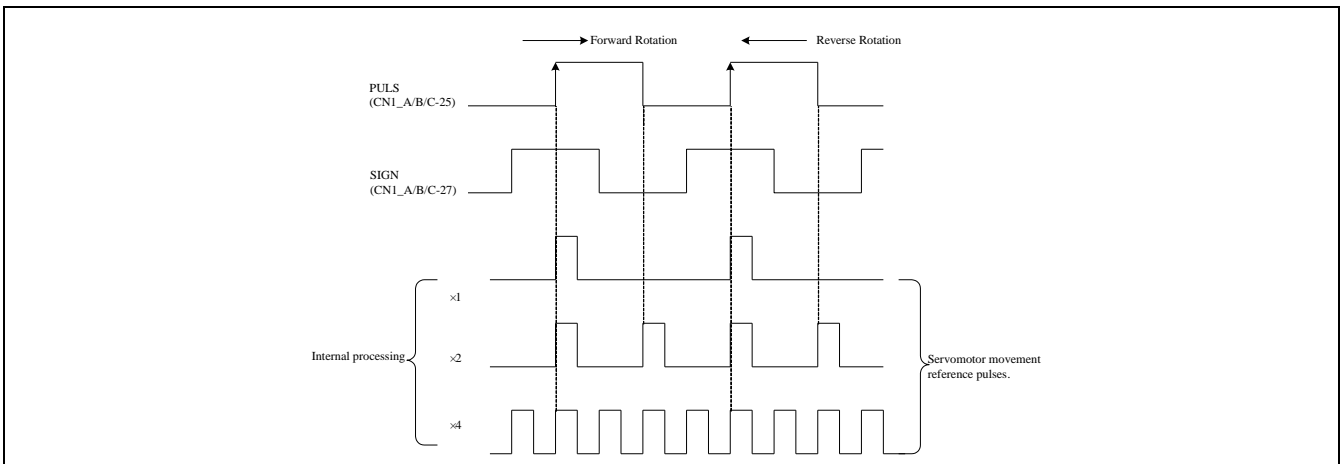 Forward Rotation
Reverse Rotation
PULS
(CN1_A/B/C-25)
SIGN
(CN1_A/B/C-27)
×1
Internal processing
×2
Servomotor movement
reference pulses.
×4